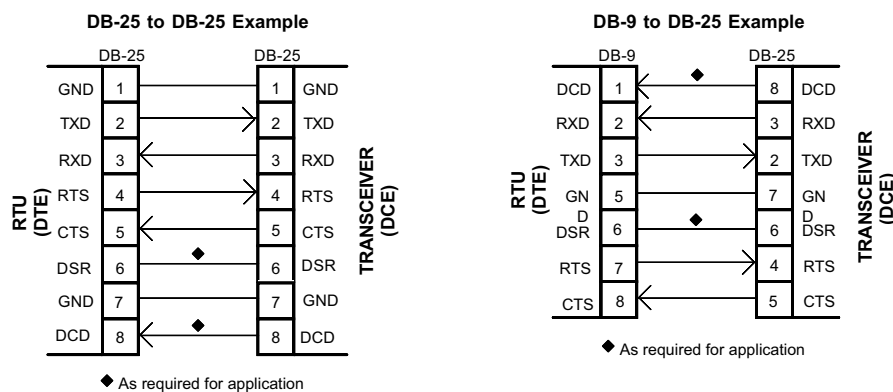 DB-25 to DB-25 Example
DB-25 DB-25
GND 1 1 GND
TXD 2 2 TXD
RXD 3 3 RXD
RTS 4 4 RTS
CTS 5 5 CTS
DSR 6 6 DSR
GND 7 7 GND
DCD 8 8 DCD
RTU
(DTE)
TRANSCEIVER
(DCE)
◆ As required for application
DB-9 to DB-25 Example
DB-9 DB-25
DCD 1 8 DCD
RXD 2 3 RXD
TXD 3 2 TXD
GN 5 7 GN
D D
DSR 6 6 DSR
RTS 7 4 RTS
CTS 8 5 CTS
RTU
(DTE)
TRANSCEIVER
(DCE)
◆ As required for application